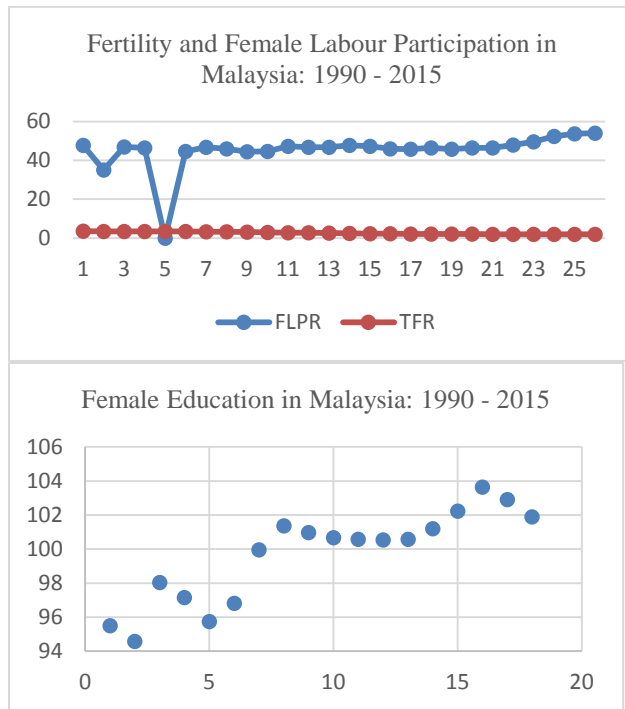 Fertility and Female Labour Participation in
Malaysia: 1990 - 2015
60
40
20
0
1 3 5 7 9 11 13 15 17 19 21 23 25
FLPR TFR
Female Education in Malaysia: 1990 - 2015
106
104
102
100
98
96
94
0 5 10 15 20